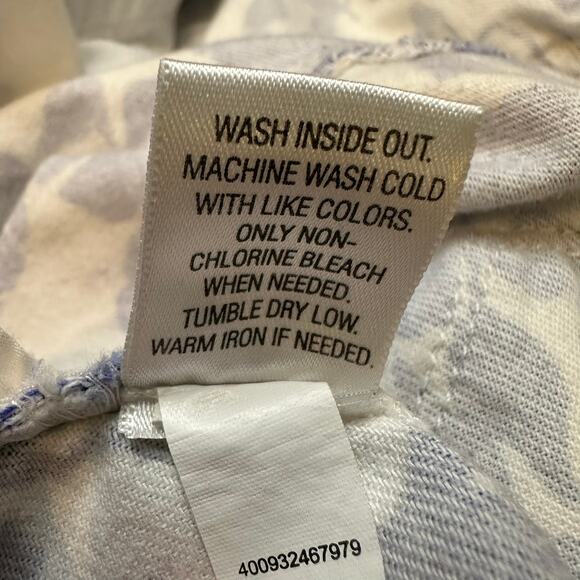 WASH INSIDE OUT.
MACHINE WASH COLD
WITH LIKE COLORS.
ONLY NON-
CHLORINE BLEACH
WHEN NEEDED.
TUMBLE DRY LOW.
WARM IRON IF NEEDED.
400932467979